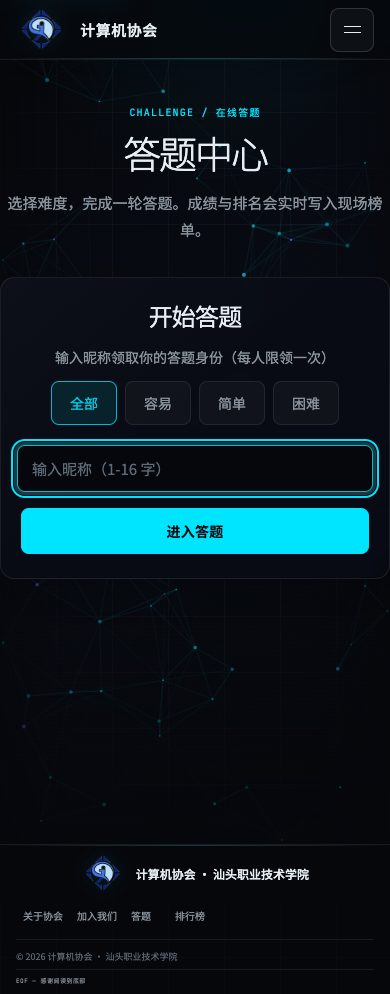 计算机协会
CHALLENGE / 在线答题
答题中心
选择难度，完成一轮答题。成绩与排名会实时写入现场榜
单。
开始答题
输入昵称领取你的答题身份（每人限领一次）
全部 容易 简单 困难
输入昵称（1-16 字）
进入答题
计算机协会 · 汕头职业技术学院
关于协会 加入我们 答题 排行榜
© 2026 计算机协会 · 汕头职业技术学院
EOF — 感谢阅读到底部